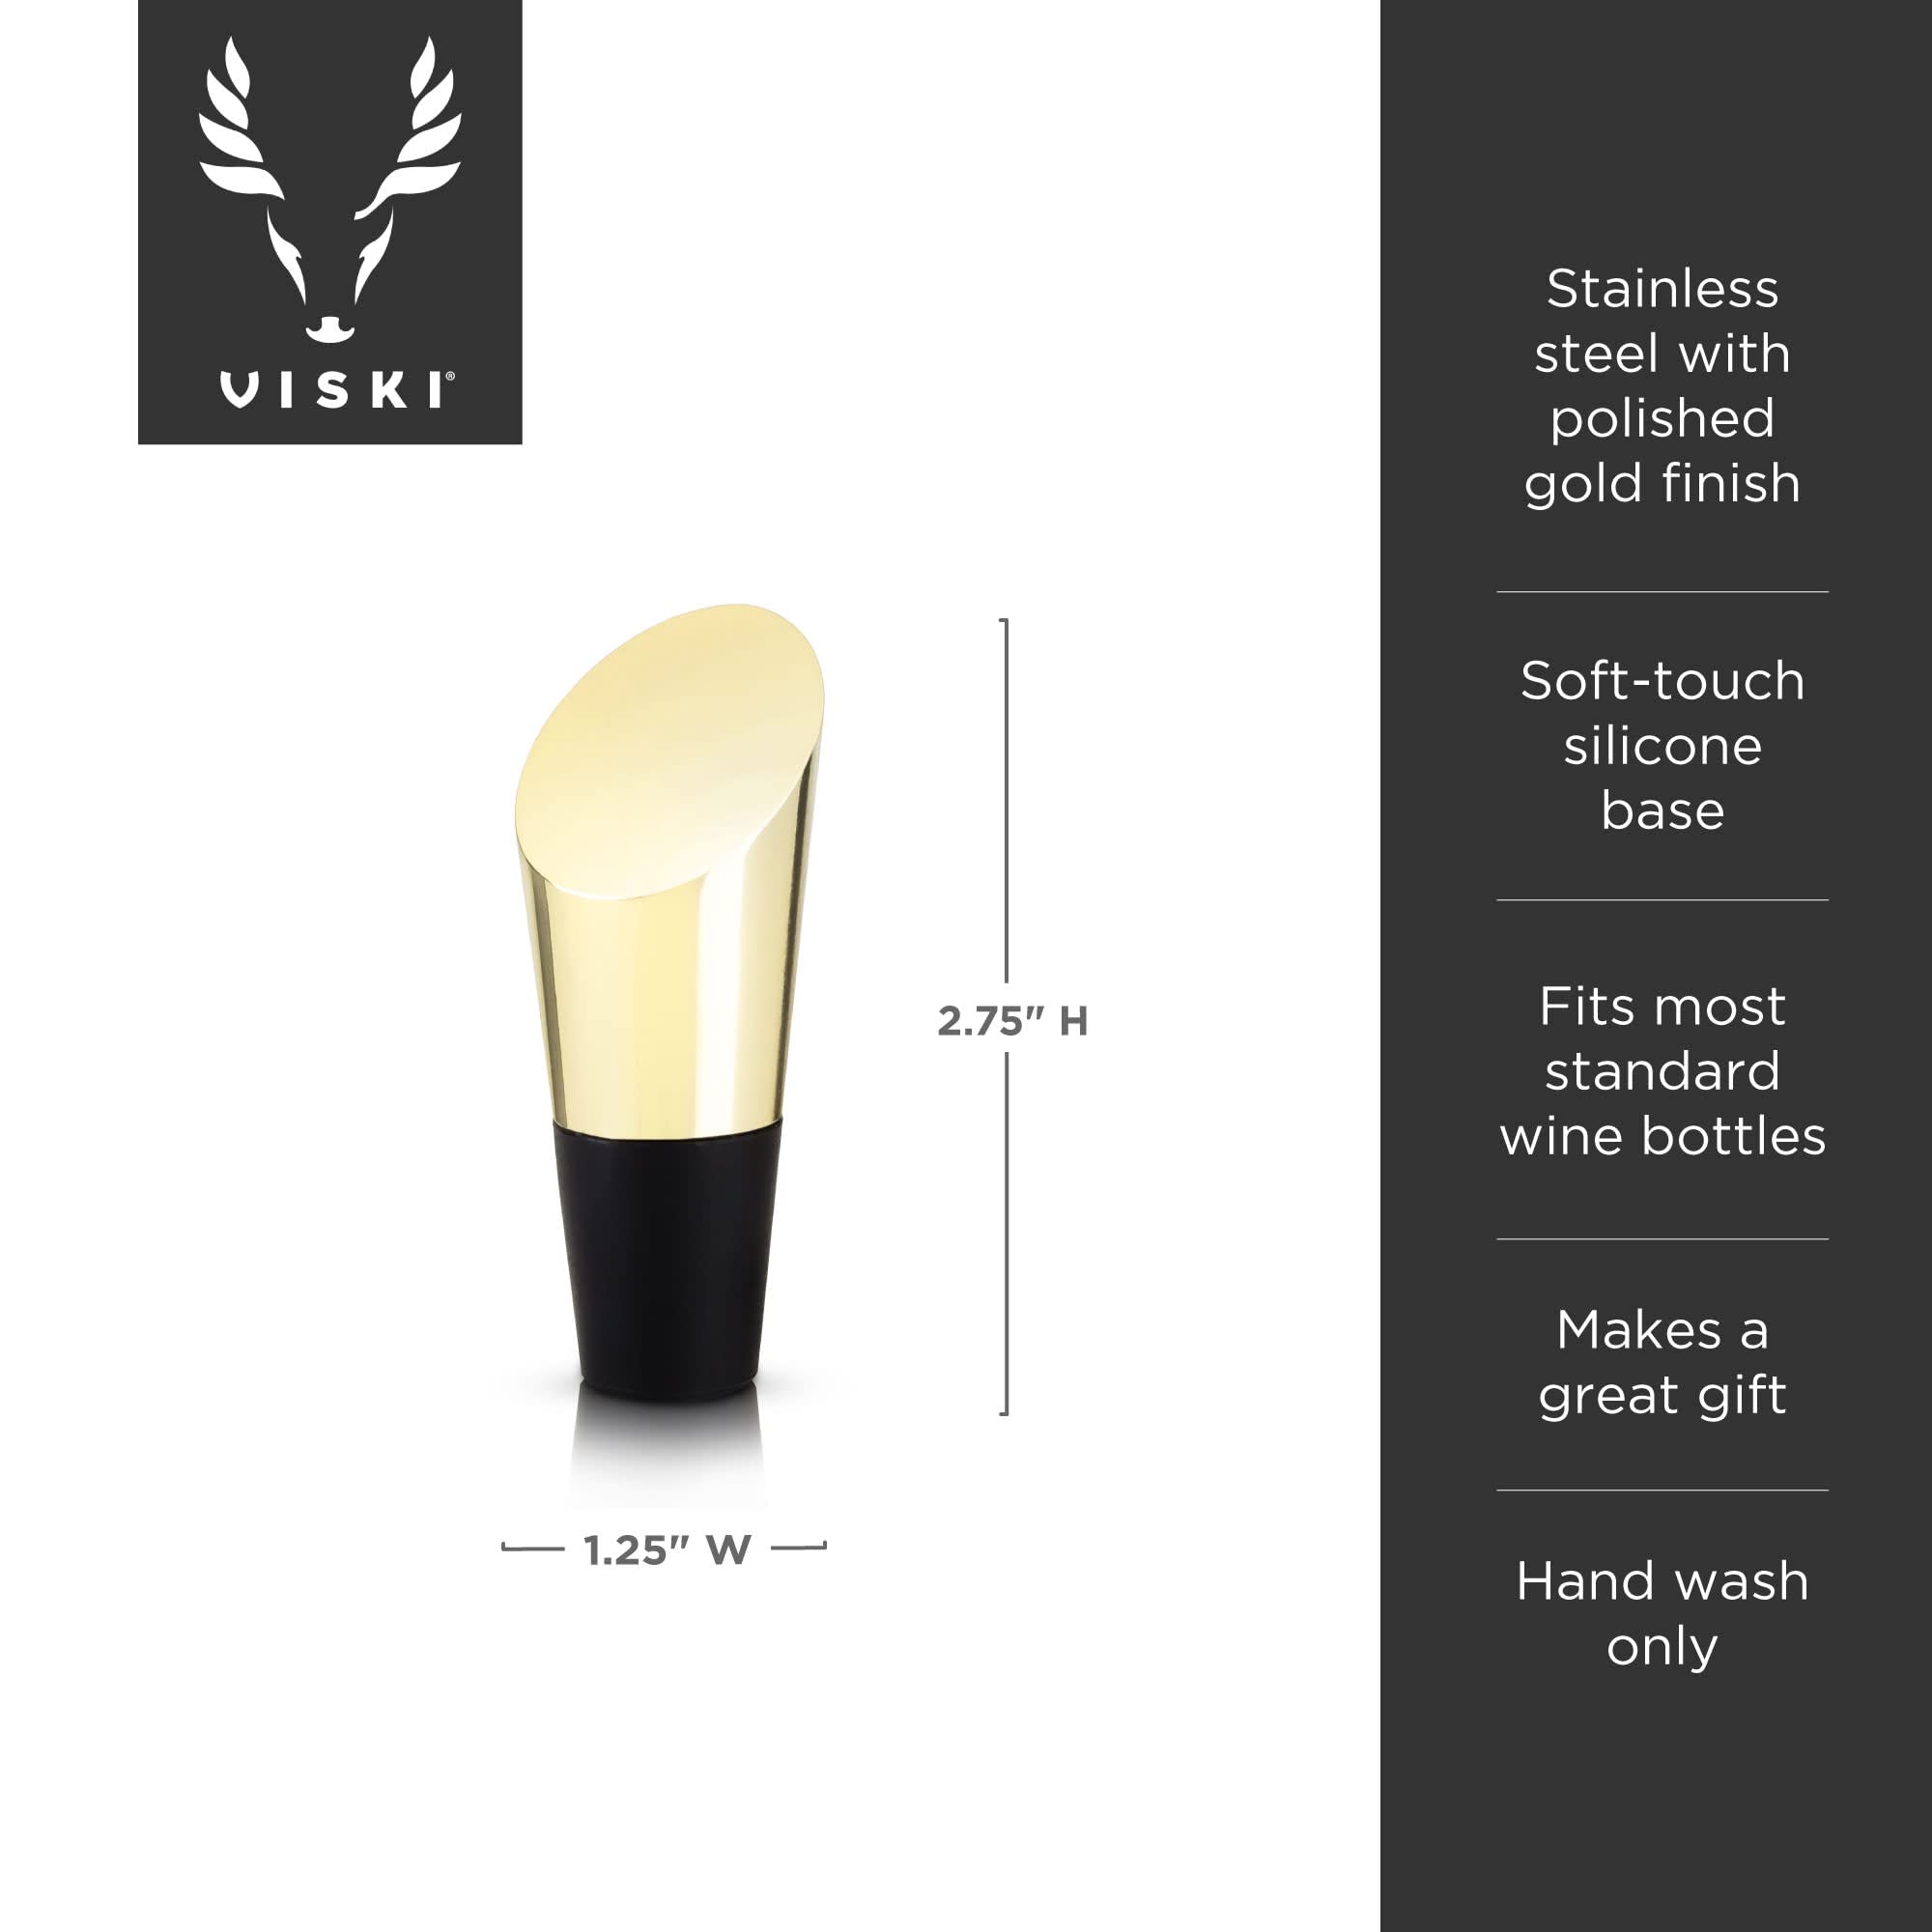 VISKI®
Stainless
steel with
polished
gold finish
Soft-touch
silicone
base
2.75" H
Fits most
standard
wine bottles
Makes a
great gift
1.25" W
Hand wash
only